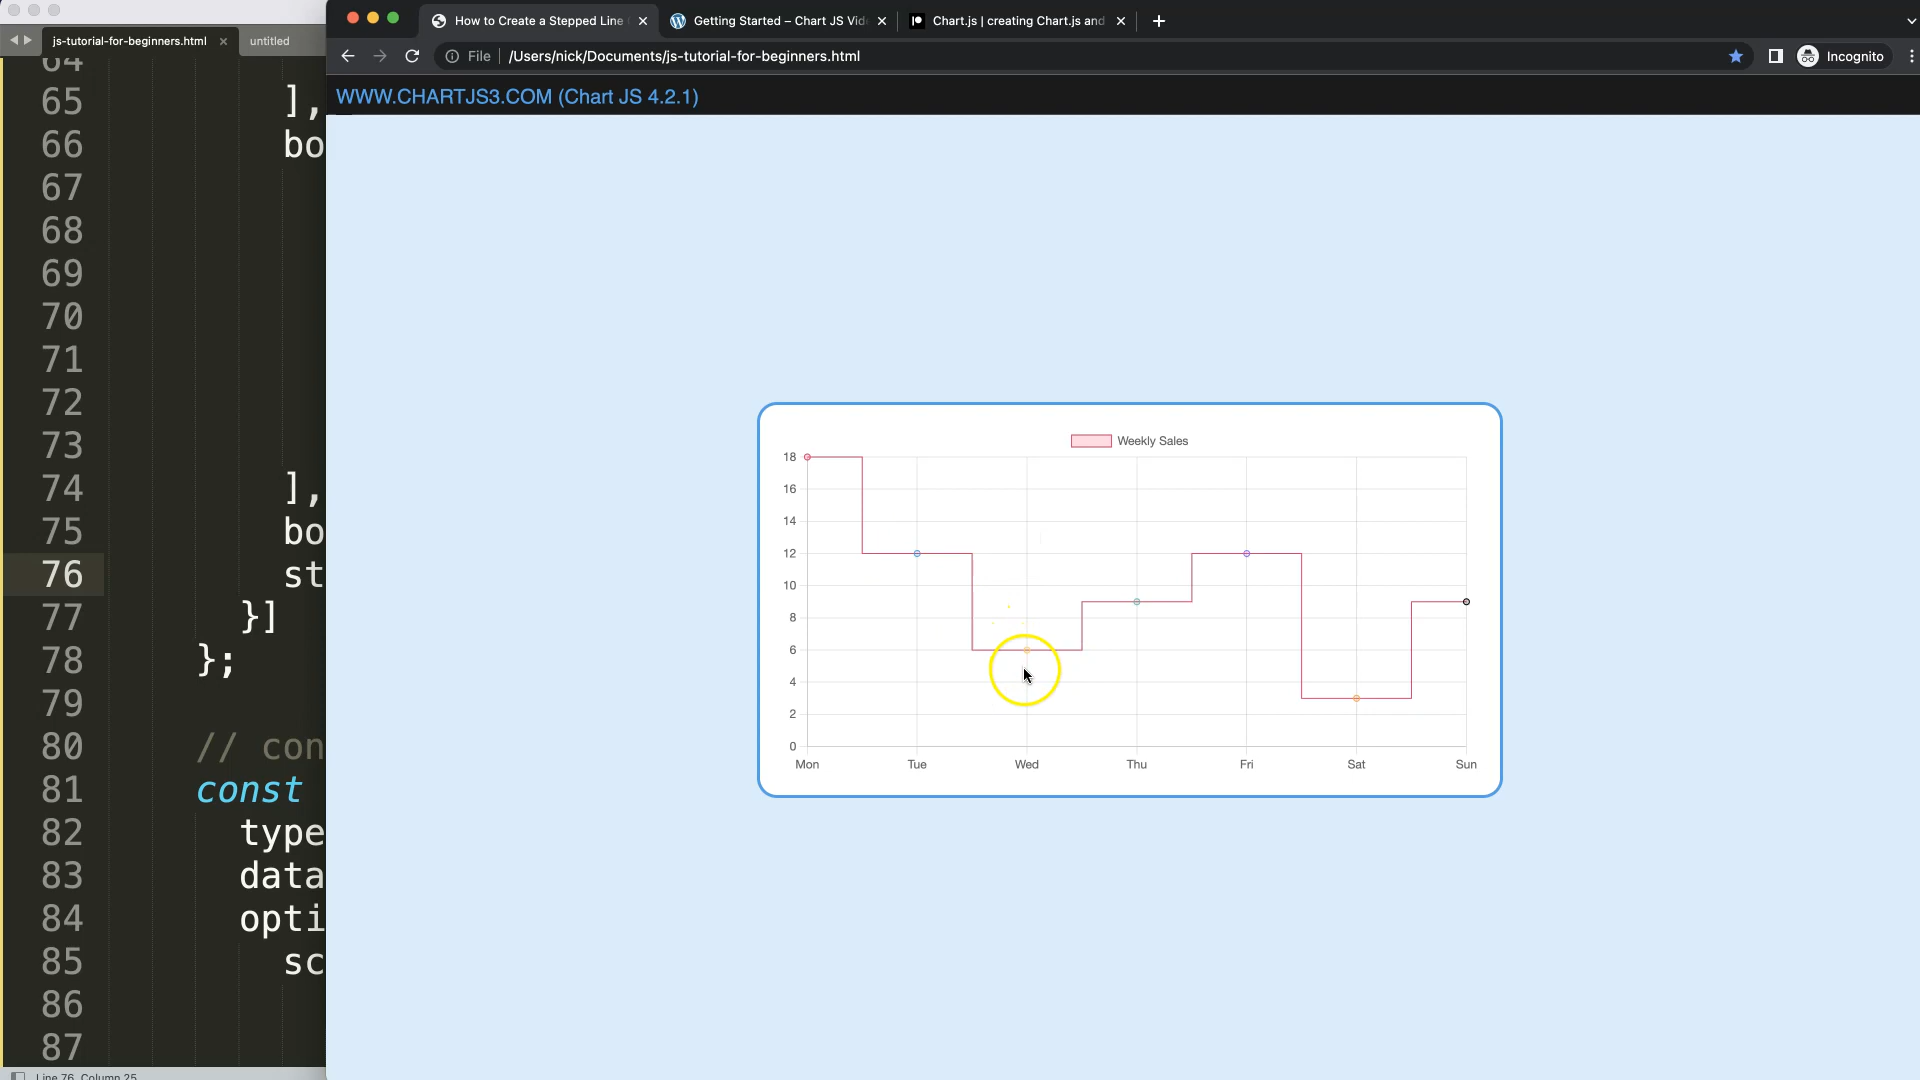 js-tutorial-for-beginners.html
untitled
64
65 ],
66 bo
67
68
69
70
71
72
73
74 ],
75 bo
76 st
77 }]
78 };
79
80 // con
81 const
82 type
83 data
84 opti
85 sc
86
87
Line 76, Column 25
How to Create a Stepped Line
Getting Started – Chart JS Vid
Chart.js | creating Chart.js and
File /Users/nick/Documents/js-tutorial-for-beginners.html
Incognito
WWW.CHARTJS3.COM (Chart JS 4.2.1)
Weekly Sales
18
16
14
12
10
8
6
4
2
0
Mon Tue Wed Thu Fri Sat Sun